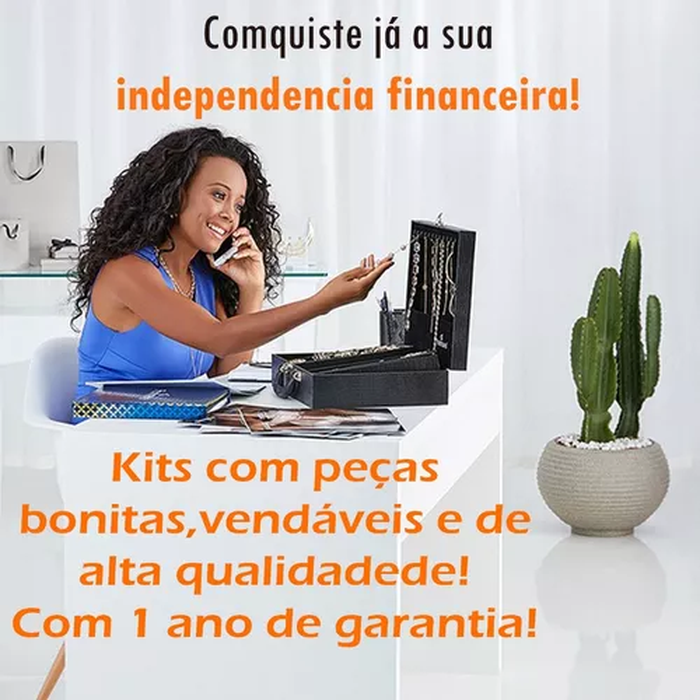 Comquiste já a sua
independencia financeira!
Kits com peças
bonitas,vendáveis e de
alta qualidadede!
Com 1 ano de garantia!